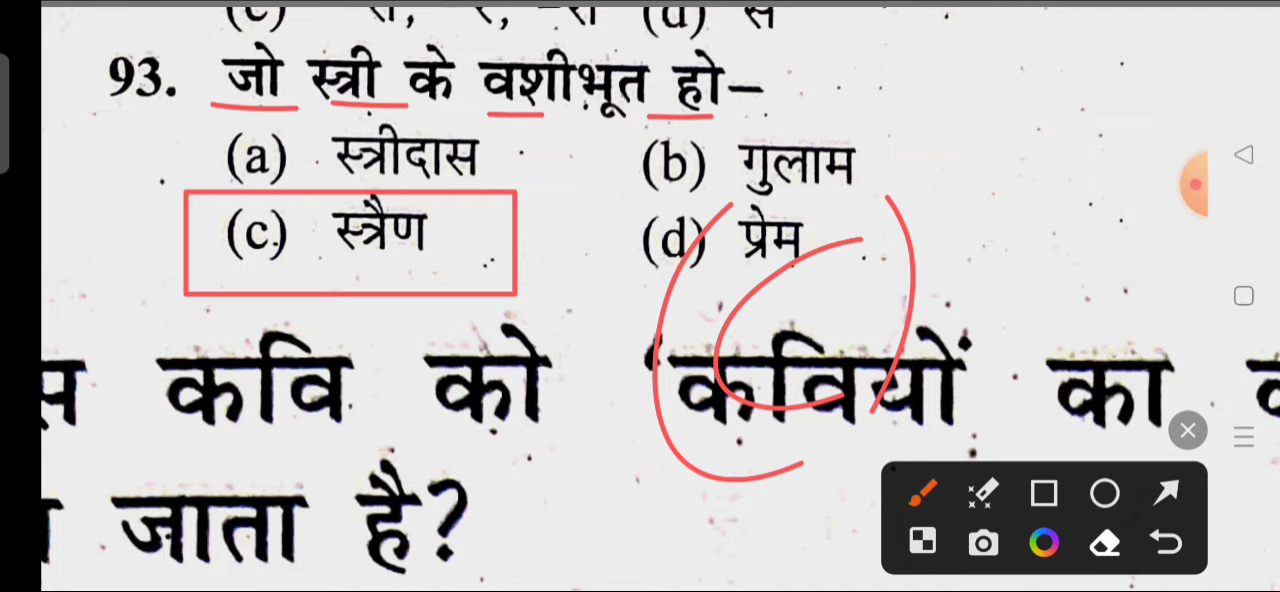 93. जो स्त्री के वशीभूत हो–
(a) स्त्रीदास (b) गुलाम
(c) स्त्रैण (d) प्रेम
कवि को 'कवियों का
जाता है?